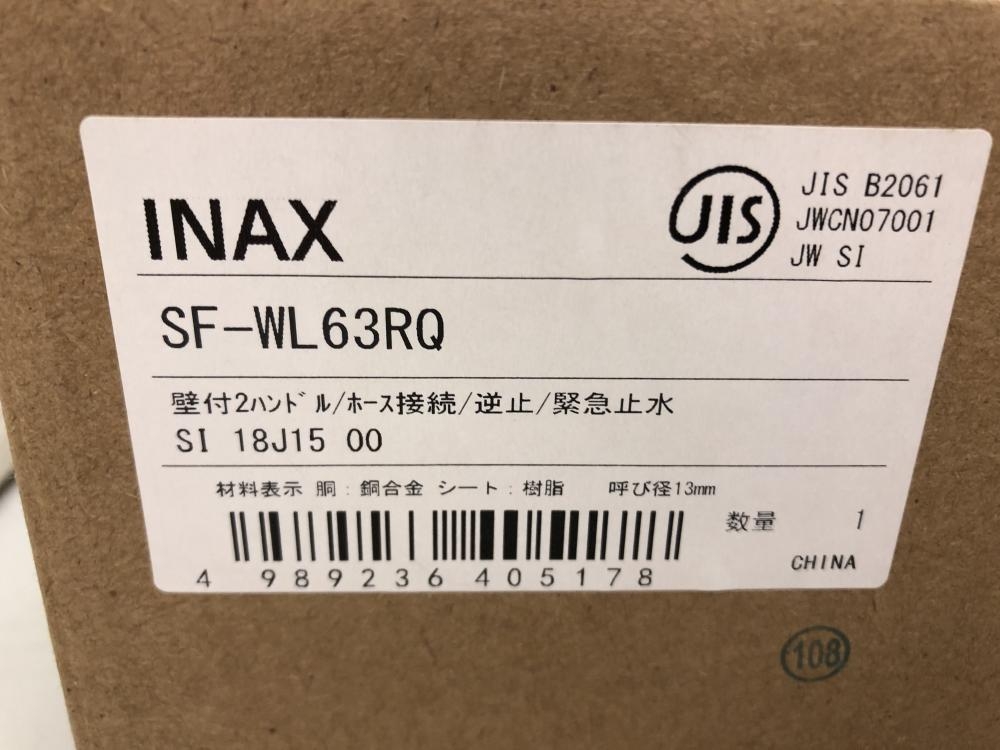 INAX
JIS
JIS B2061
JWCN07001
JW SI
SF-WL63RQ
壁付2ﾊﾝﾄﾞﾙ/ﾎｰｽ接続/逆止/緊急止水
SI 18J15 00
材料表示 胴：銅合金 シート：樹脂 呼び径13mm
数量 1
4 989236 405178
CHINA
108